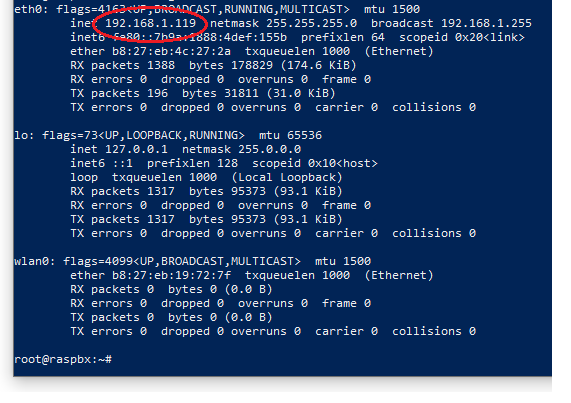 eth0: flags=4163<UP,BROADCAST,RUNNING,MULTICAST>  mtu 1500
        inet 192.168.1.119  netmask 255.255.255.0  broadcast 192.168.1.255
        inet6 fe80::7b9a:1888:4def:155b  prefixlen 64  scopeid 0x20<link>
        ether b8:27:eb:4c:27:2a  txqueuelen 1000  (Ethernet)
        RX packets 1388  bytes 178829 (174.6 KiB)
        RX errors 0  dropped 0  overruns 0  frame 0
        TX packets 196  bytes 31811 (31.0 KiB)
        TX errors 0  dropped 0 overruns 0  carrier 0  collisions 0

lo: flags=73<UP,LOOPBACK,RUNNING>  mtu 65536
        inet 127.0.0.1  netmask 255.0.0.0
        inet6 ::1  prefixlen 128  scopeid 0x10<host>
        loop  txqueuelen 1000  (Local Loopback)
        RX packets 1317  bytes 95373 (93.1 KiB)
        RX errors 0  dropped 0  overruns 0  frame 0
        TX packets 1317  bytes 95373 (93.1 KiB)
        TX errors 0  dropped 0 overruns 0  carrier 0  collisions 0

wlan0: flags=4099<UP,BROADCAST,MULTICAST>  mtu 1500
        ether b8:27:eb:19:72:7f  txqueuelen 1000  (Ethernet)
        RX packets 0  bytes 0 (0.0 B)
        RX errors 0  dropped 0  overruns 0  frame 0
        TX packets 0  bytes 0 (0.0 B)
        TX errors 0  dropped 0 overruns 0  carrier 0  collisions 0

root@raspbx:~#